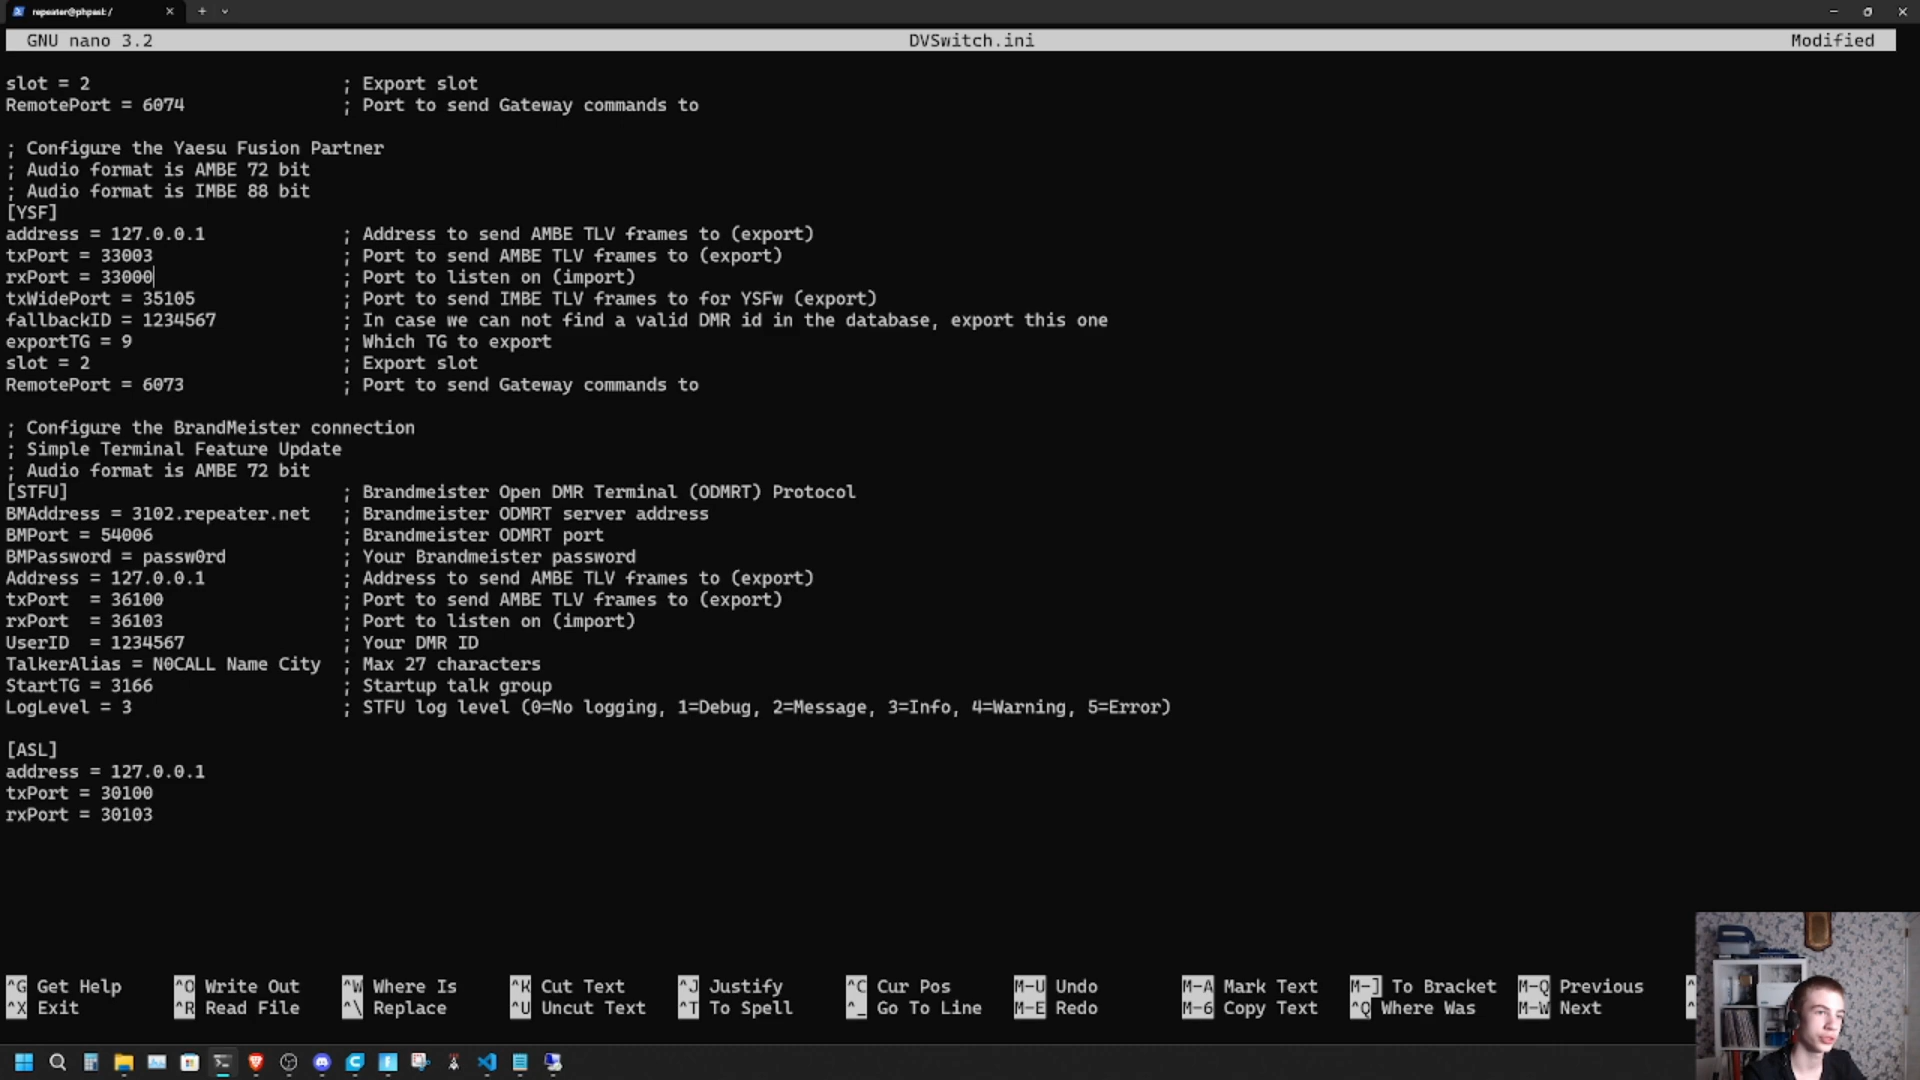 repeater@phpasl: /
GNU nano 3.2 DVSwitch.ini Modified
slot = 2 ; Export slot
RemotePort = 6074 ; Port to send Gateway commands to
; Configure the Yaesu Fusion Partner
; Audio format is AMBE 72 bit
; Audio format is IMBE 88 bit
[YSF]
address = 127.0.0.1 ; Address to send AMBE TLV frames to (export)
txPort = 33003 ; Port to send AMBE TLV frames to (export)
rxPort = 33000 ; Port to listen on (import)
txWidePort = 35105 ; Port to send IMBE TLV frames to for YSFw (export)
fallbackID = 1234567 ; In case we can not find a valid DMR id in the database, export this one
exportTG = 9 ; Which TG to export
slot = 2 ; Export slot
RemotePort = 6073 ; Port to send Gateway commands to
; Configure the BrandMeister connection
; Simple Terminal Feature Update
; Audio format is AMBE 72 bit
[STFU] ; Brandmeister Open DMR Terminal (ODMRT) Protocol
BMAddress = 3102.repeater.net ; Brandmeister ODMRT server address
BMPort = 54006 ; Brandmeister ODMRT port
BMPassword = passw0rd ; Your Brandmeister password
Address = 127.0.0.1 ; Address to send AMBE TLV frames to (export)
txPort = 36100 ; Port to send AMBE TLV frames to (export)
rxPort = 36103 ; Port to listen on (import)
UserID = 1234567 ; Your DMR ID
TalkerAlias = N0CALL Name City ; Max 27 characters
StartTG = 3166 ; Startup talk group
LogLevel = 3 ; STFU log level (0=No logging, 1=Debug, 2=Message, 3=Info, 4=Warning, 5=Error)
[ASL]
address = 127.0.0.1
txPort = 30100
rxPort = 30103
^G Get Help ^O Write Out ^W Where Is ^K Cut Text ^J Justify ^C Cur Pos M-U Undo M-A Mark Text M-] To Bracket M-Q Previous
^X Exit ^R Read File ^\ Replace ^U Uncut Text ^T To Spell ^_ Go To Line M-E Redo M-6 Copy Text ^Q Where Was M-W Next